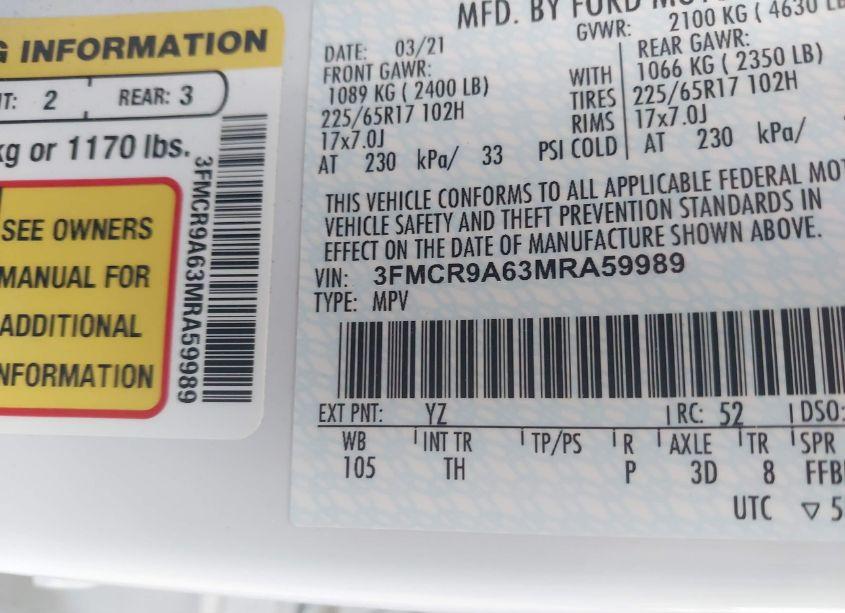 G INFORMATION
T: 2 REAR: 3
kg or 1170 lbs.
SEE OWNERS
MANUAL FOR
ADDITIONAL
NFORMATION
3FMCR9A63MRA59989
MFD. BY FORD MOT
DATE: 03/21 GVWR: 2100 KG ( 4630 LB
FRONT GAWR: REAR GAWR:
1089 KG ( 2400 LB) WITH 1066 KG ( 2350 LB)
225/65R17 102H TIRES 225/65R17 102H
17x7.0J RIMS 17x7.0J
AT 230 kPa/ 33 PSI COLD AT 230 kPa/
THIS VEHICLE CONFORMS TO ALL APPLICABLE FEDERAL MOT
VEHICLE SAFETY AND THEFT PREVENTION STANDARDS IN
EFFECT ON THE DATE OF MANUFACTURE SHOWN ABOVE.
VIN: 3FMCR9A63MRA59989
TYPE: MPV
EXT PNT: YZ RC: 52 DSO:
WB INT TR TP/PS R AXLE TR SPR
105 TH P 3D 8 FFB
UTC ▽ 5